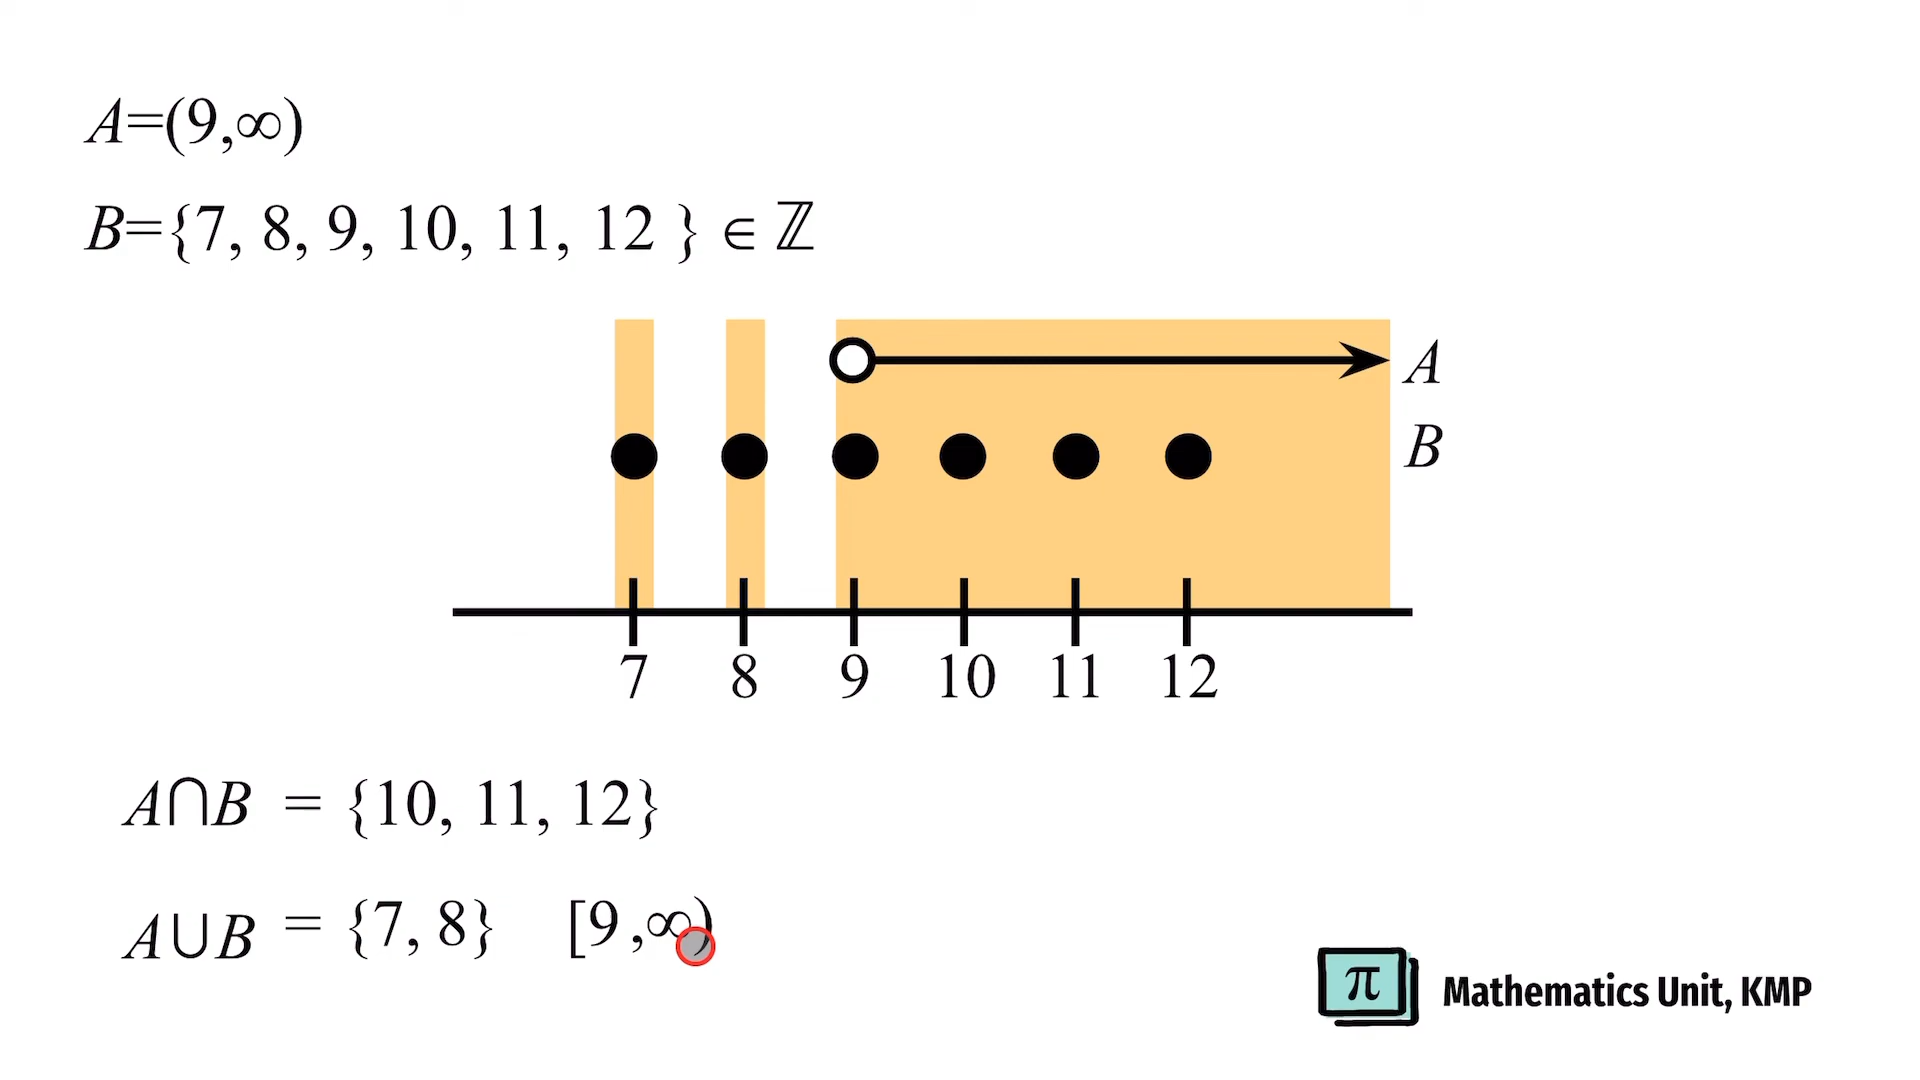 A=(9,∞)
B={7, 8, 9, 10, 11, 12 } ∈ ℤ
A
B
7 8 9 10 11 12
A∩B = {10, 11, 12}
A∪B = {7, 8} [9 ,∞)
π Mathematics Unit, KMP